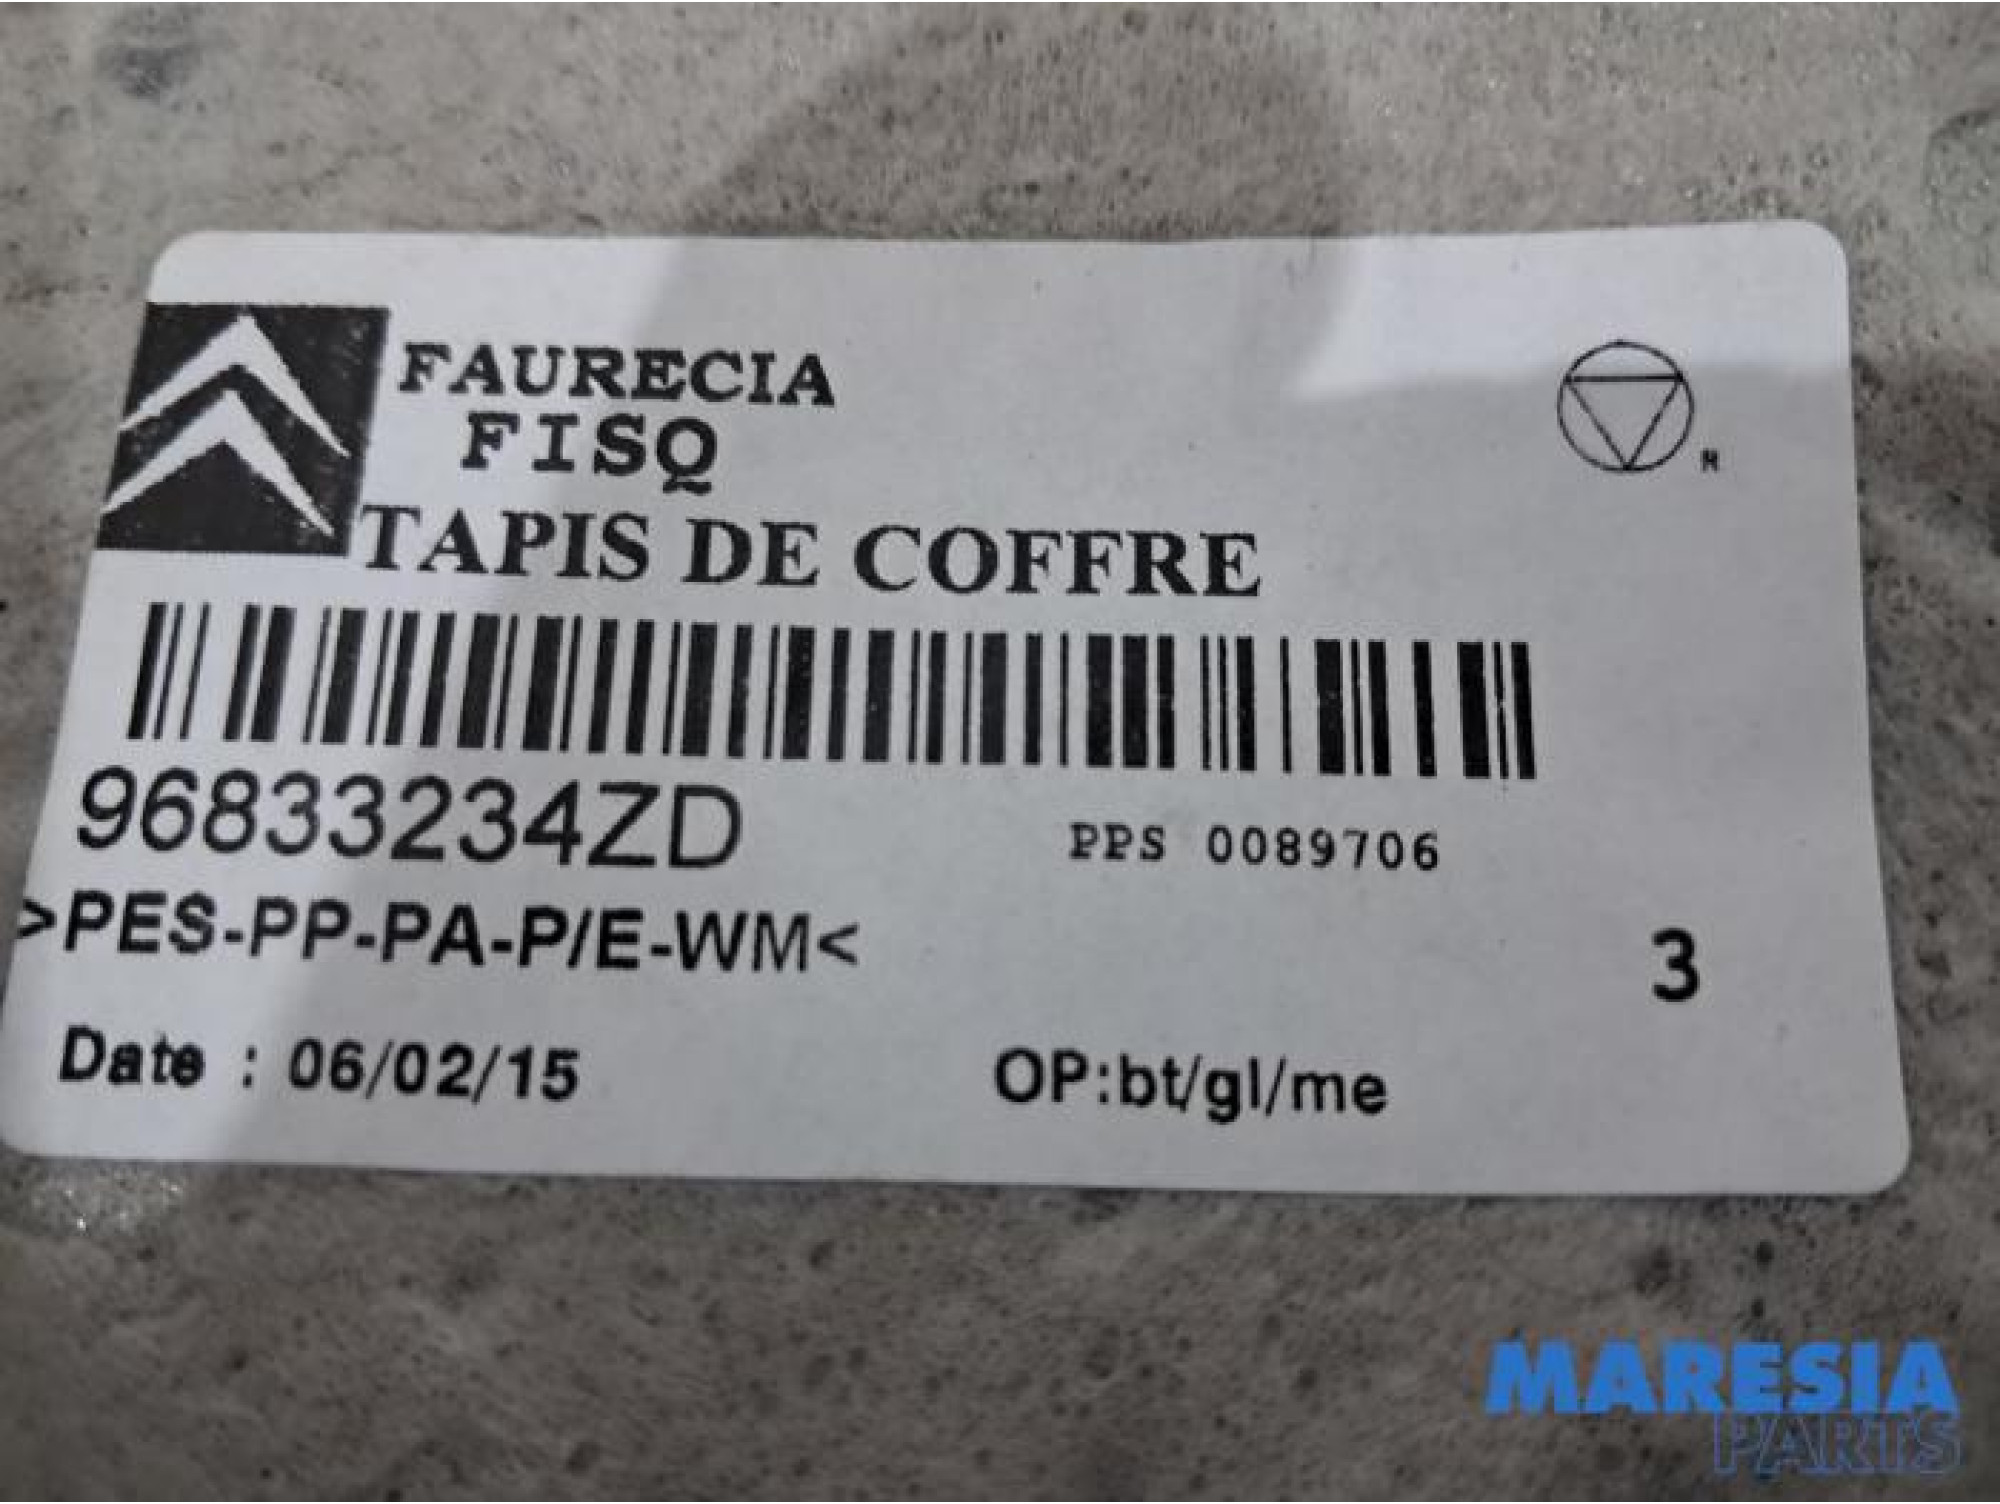 FAURECIA
FISQ
R
TAPIS DE COFFRE
96833234ZD
PPS 0089706
>PES-PP-PA-P/E-WM<
3
Date : 06/02/15
OP:bt/gl/me
MARESIA
PARTS